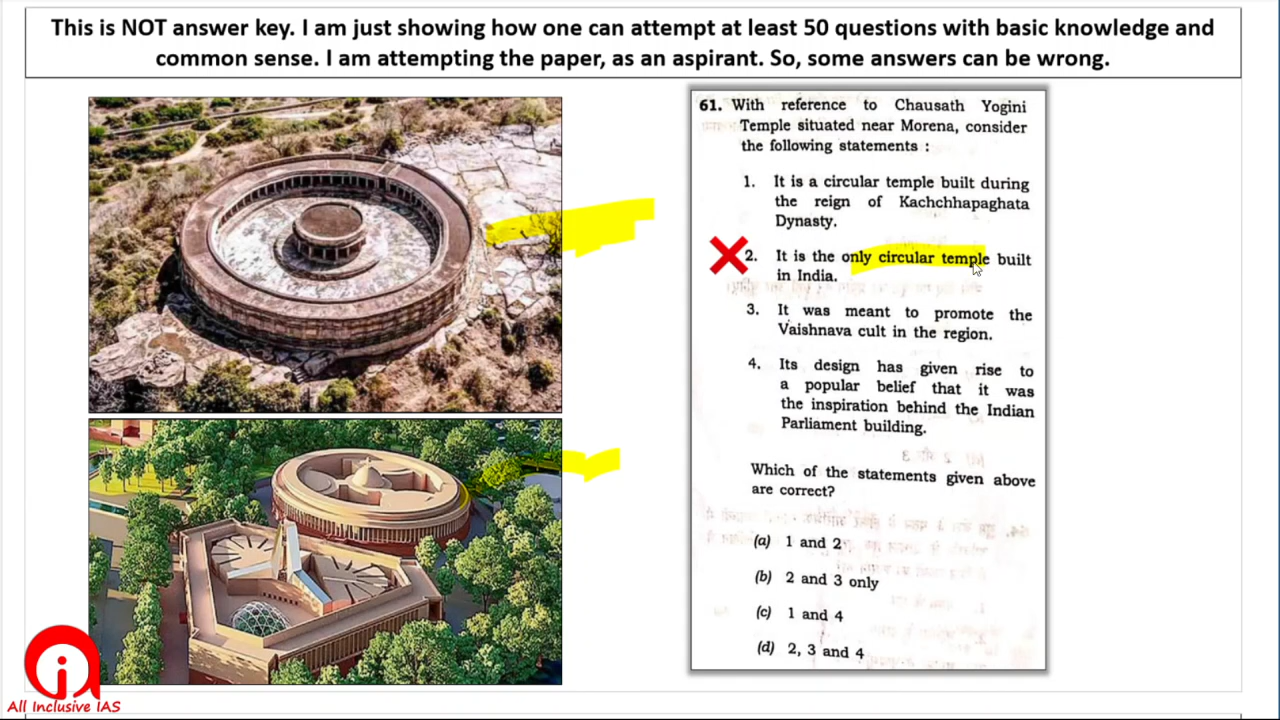 This is NOT answer key. I am just showing how one can attempt at least 50 questions with basic knowledge and
common sense. I am attempting the paper, as an aspirant. So, some answers can be wrong.
61. With reference to Chausath Yogini
Temple situated near Morena, consider
the following statements :
1. It is a circular temple built during
the reign of Kachchhapaghata
Dynasty.
2. It is the only circular temple built
in India.
3. It was meant to promote the
Vaishnava cult in the region.
4. Its design has given rise to
a popular belief that it was
the inspiration behind the Indian
Parliament building.
Which of the statements given above
are correct?
(a) 1 and 2
(b) 2 and 3 only
(c) 1 and 4
(d) 2, 3 and 4
All Inclusive IAS